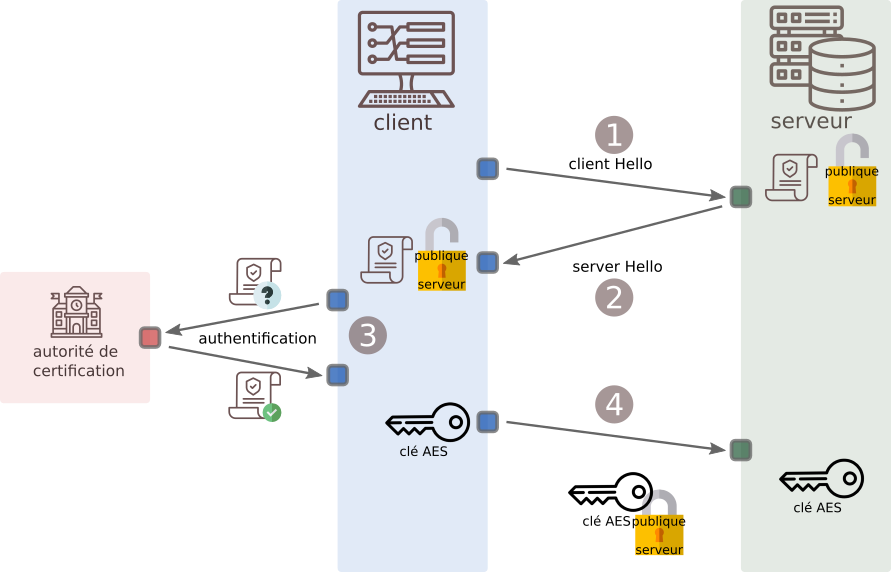 client
serveur
1
client Hello
publique
serveur
publique
serveur
server Hello
2
authentification
3
autorité de
certification
?
4
clé AES
clé AES
clé AES
publique
serveur